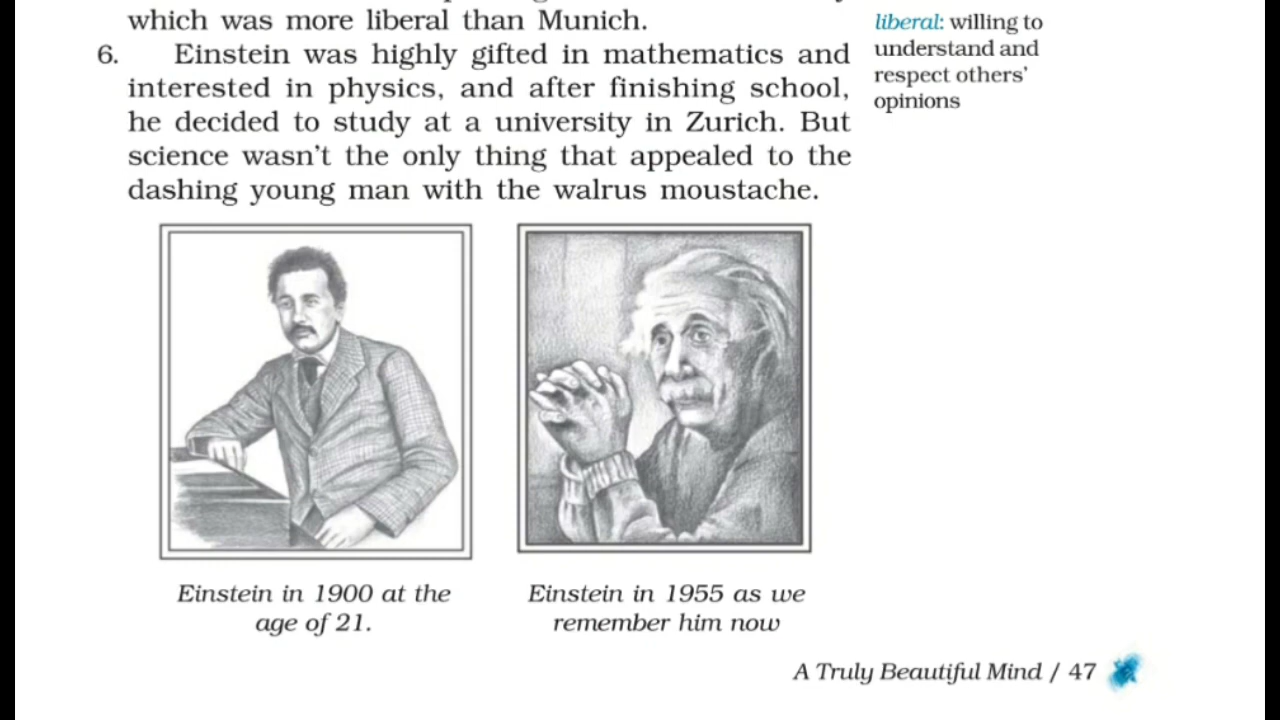 which was more liberal than Munich.
6. Einstein was highly gifted in mathematics and
interested in physics, and after finishing school,
he decided to study at a university in Zurich. But
science wasn't the only thing that appealed to the
dashing young man with the walrus moustache.
liberal: willing to
understand and
respect others'
opinions
Einstein in 1900 at the
age of 21.
Einstein in 1955 as we
remember him now
A Truly Beautiful Mind / 47